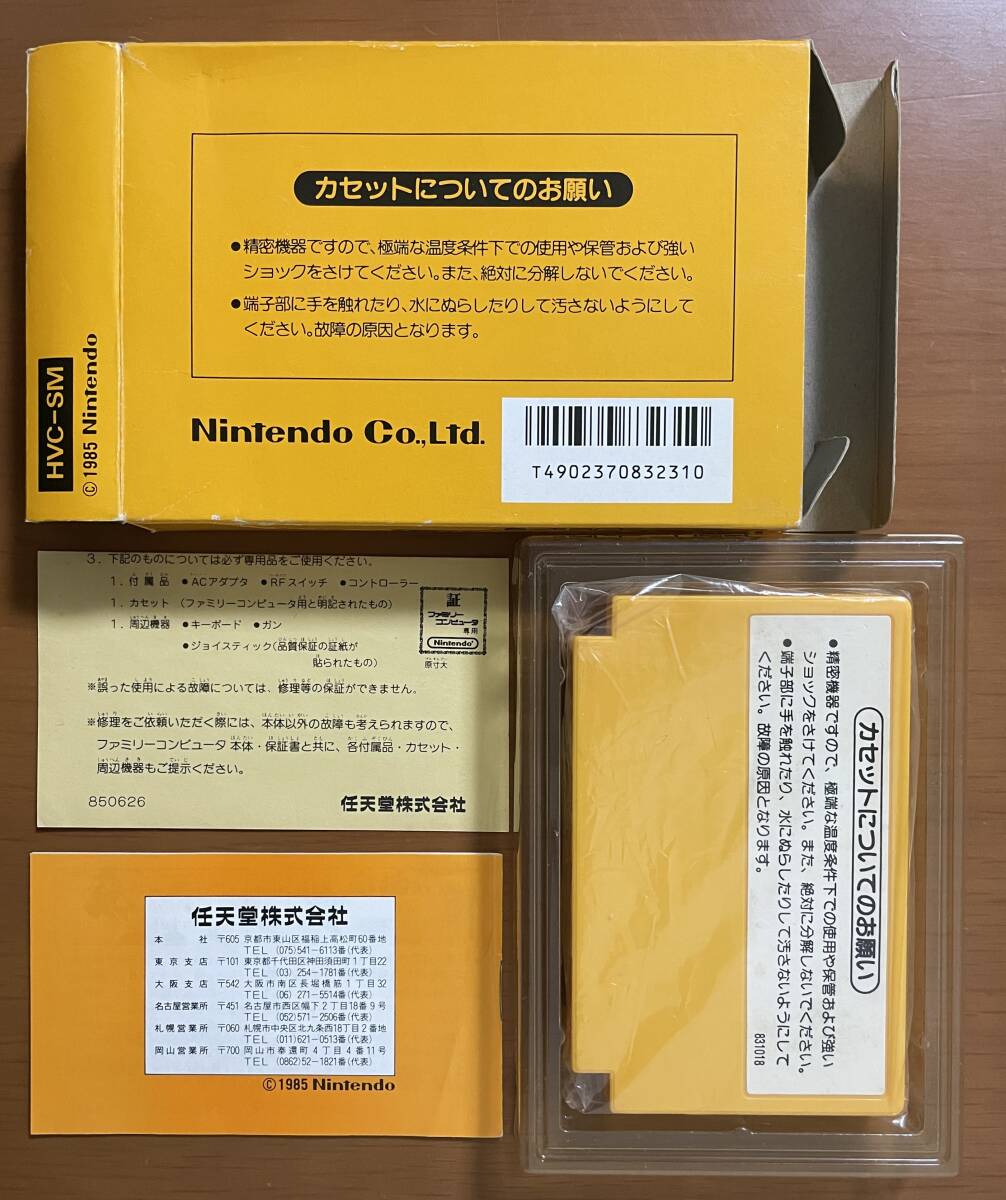 カセットについてのお願い
●精密機器ですので、極端な温度条件下での使用や保管および強い
ショックをさけてください。また、絶対に分解しないでください。
●端子部に手を触れたり、水にぬらしたりして汚さないようにして
ください。故障の原因となります。
Nintendo Co.,Ltd.
T4902370832310
HVC-SM
©1985 Nintendo
3. 下記のものについては必ず専用品をご使用ください。
1. 付属品 ●ACアダプタ ●RFスイッチ ●コントローラー
1. カセット (ファミリーコンピュータ用と明記されたもの)
1. 周辺機器 ●キーボード ●ガン
●ジョイスティック(品質保証の証紙が
貼られたもの)
証
ファミリー
コンピュータ
専用
Nintendo
原寸大
※誤った使用による故障については、修理等の保証ができません。
※修理をご依頼いただく際には、本体以外の故障も考えられますので、
ファミリーコンピュータ本体・保証書と共に、各付属品・カセット・
周辺機器もご提示ください。
850626
任天堂株式会社
任天堂株式会社
本社 〒605 京都市東山区福稲上高松町60番地
TEL (075)541-6113番(代表)
東京支店 〒101 東京都千代田区神田須田町1丁目22
TEL (03)254-1781番(代表)
大阪支店 〒542 大阪市南区長堀橋筋1丁目32
TEL (06)271-5514番(代表)
名古屋営業所 〒451 名古屋市西区幅下2丁目18番9号
TEL (052)571-2506番(代表)
札幌営業所 〒060 札幌市中央区北九条西18丁目2番地
TEL (011)621-0513番(代表)
岡山営業所 〒700 岡山市奉還町4丁目4番11号
TEL (0862)52-1821番(代表)
©1985 Nintendo
カセットについてのお願い
●精密機器ですので、極端な温度条件下での使用や保管および強い
ショックをさけてください。また、絶対に分解しないでください。
●端子部に手を触れたり、水にぬらしたりして汚さないようにして
ください。故障の原因となります。
831018